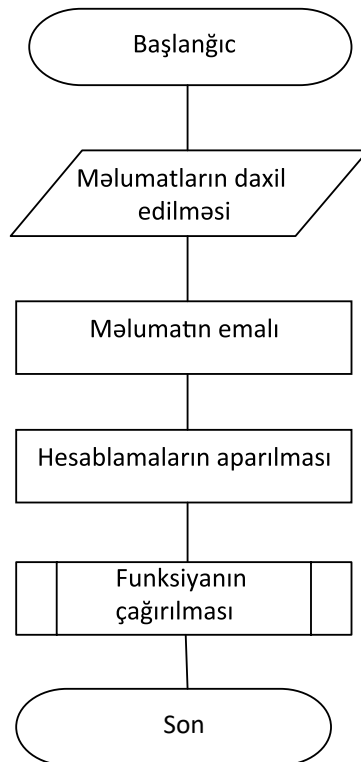 Başlanğıc
Məlumatların daxil
edilməsi
Məlumatın emalı
Hesablamaların aparılması
Funksiyanın
çağırılması
Son